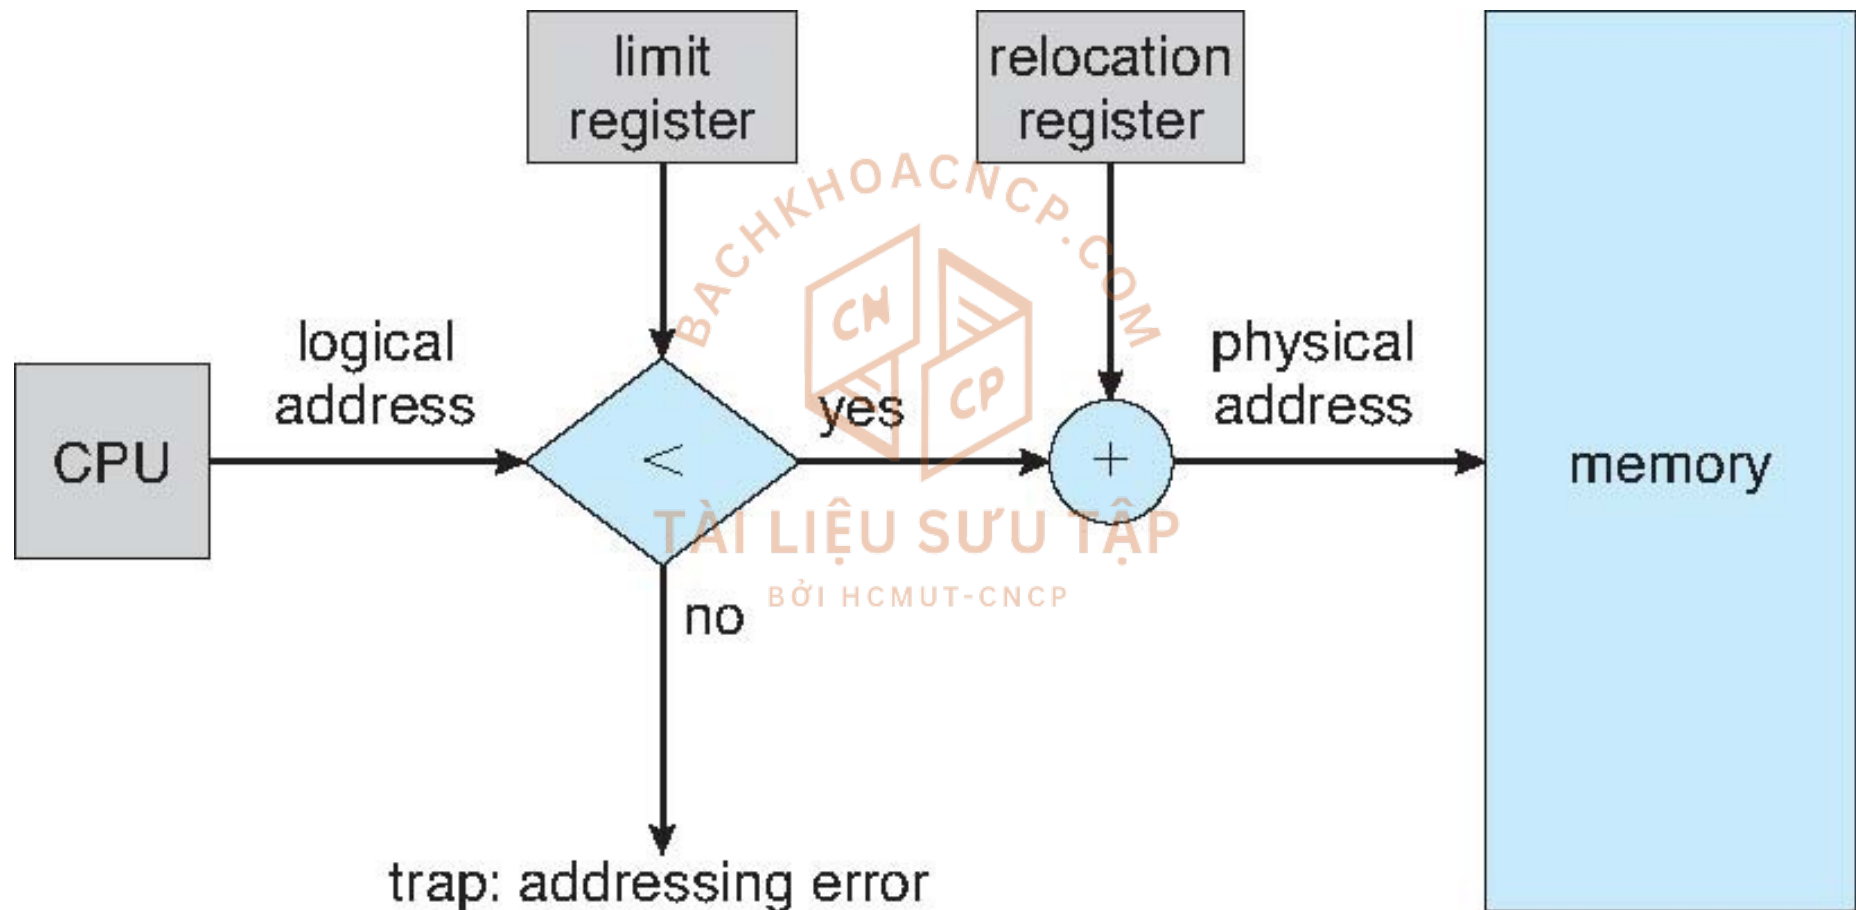 limit
register
relocation
register
BACHKHOACNCP.COM
CN
CP
logical
address
physical
address
yes
CPU
<
+
memory
TÀI LIỆU SƯU TẬP
BỞI HCMUT-CNCP
no
trap: addressing error